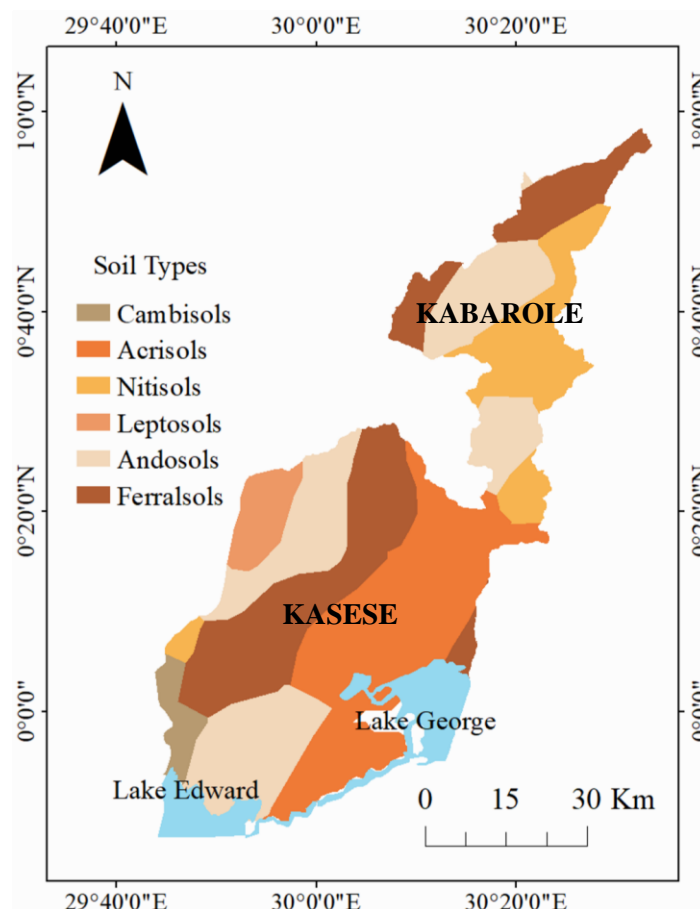 29°40'0"E 30°0'0"E 30°20'0"E
1°0'0"N 1°0'0"N
N
Soil Types
Cambisols
Acrisols
Nitisols
Leptosols
Andosols
Ferralsols
KABAROLE
0°40'0"N 0°40'0"N
0°20'0"N 0°20'0"N
KASESE
0°0'0" 0°0'0"
Lake George
Lake Edward
0 15 30 Km
29°40'0"E 30°0'0"E 30°20'0"E